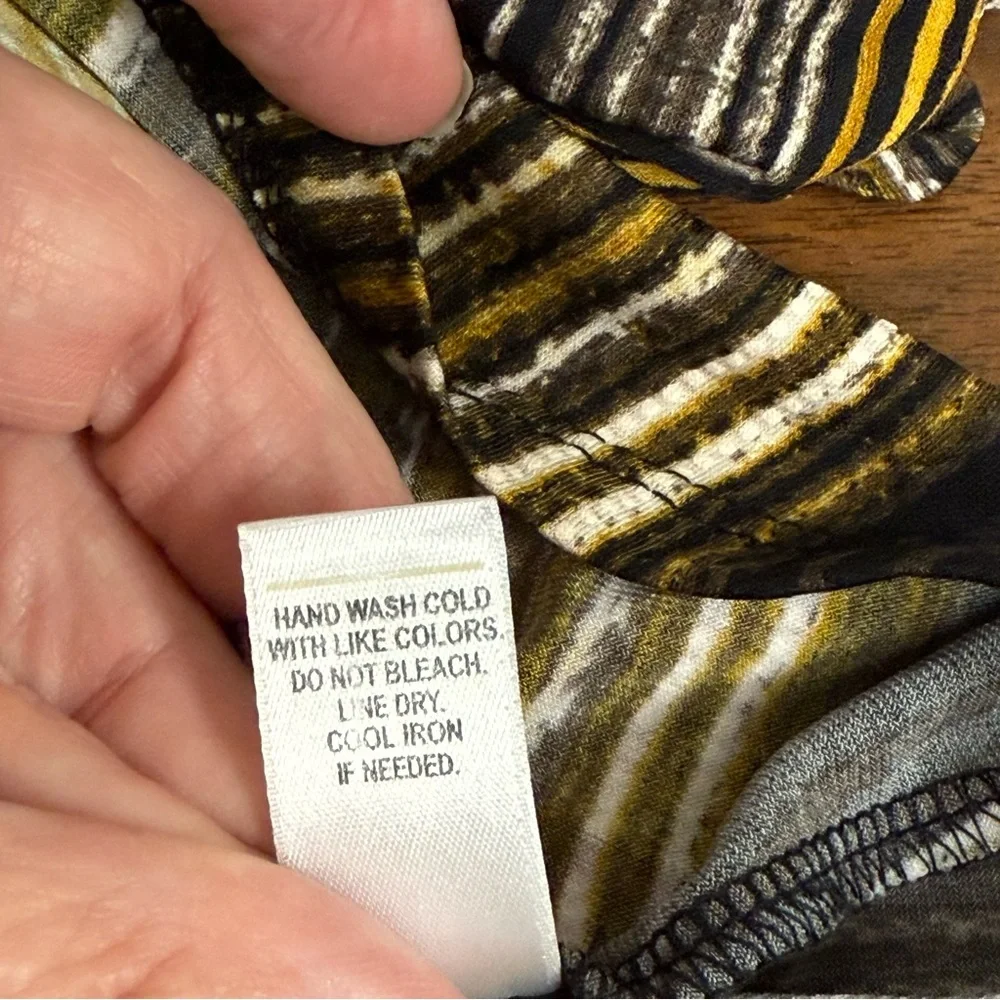 HAND WASH COLD
WITH LIKE COLORS.
DO NOT BLEACH.
LINE DRY.
COOL IRON
IF NEEDED.